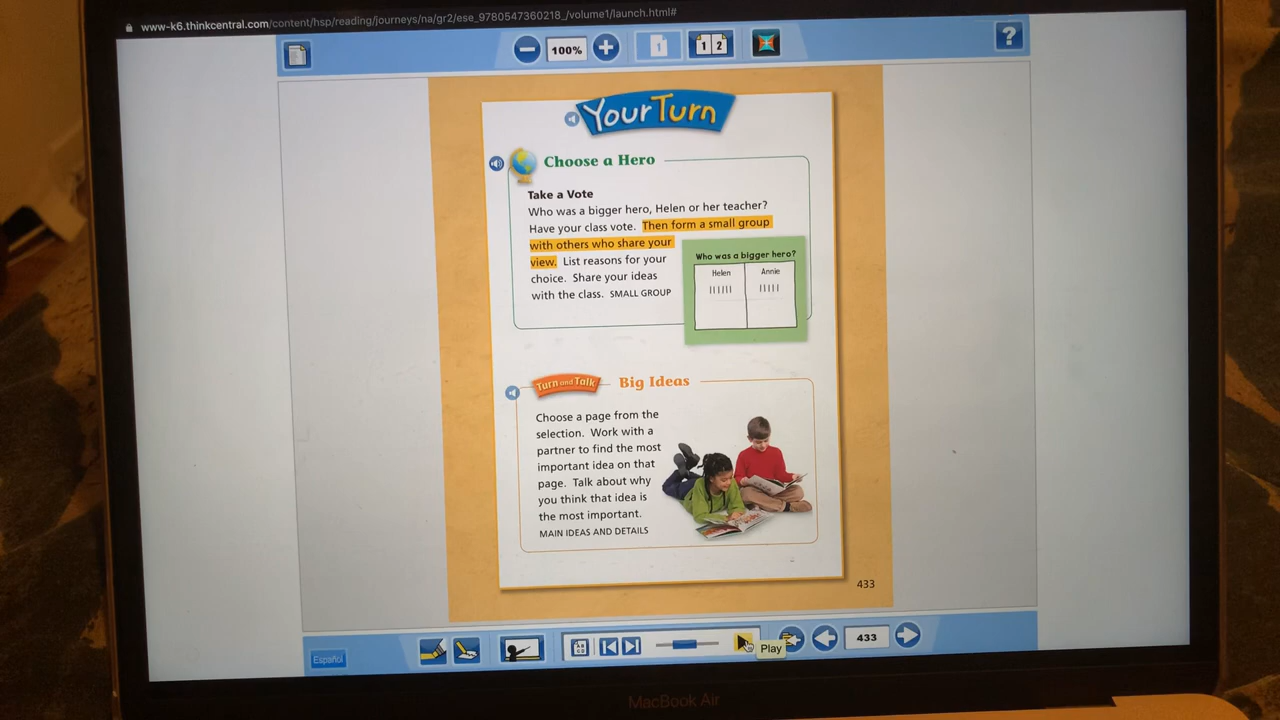 www-k6.thinkcentral.com/content/hsp/reading/journeys/na/gr2/ese_9780547360218_/volume1/launch.html#
100%
1
1 2
?
Your Turn
Choose a Hero
Take a Vote
Who was a bigger hero, Helen or her teacher?
Have your class vote. Then form a small group
with others who share your
view. List reasons for your
choice. Share your ideas
with the class. SMALL GROUP
Who was a bigger hero?
Helen Annie
Turn and Talk
Big Ideas
Choose a page from the
selection. Work with a
partner to find the most
important idea on that
page. Talk about why
you think that idea is
the most important.
MAIN IDEAS AND DETAILS
433
Español
Play
433
MacBook Air